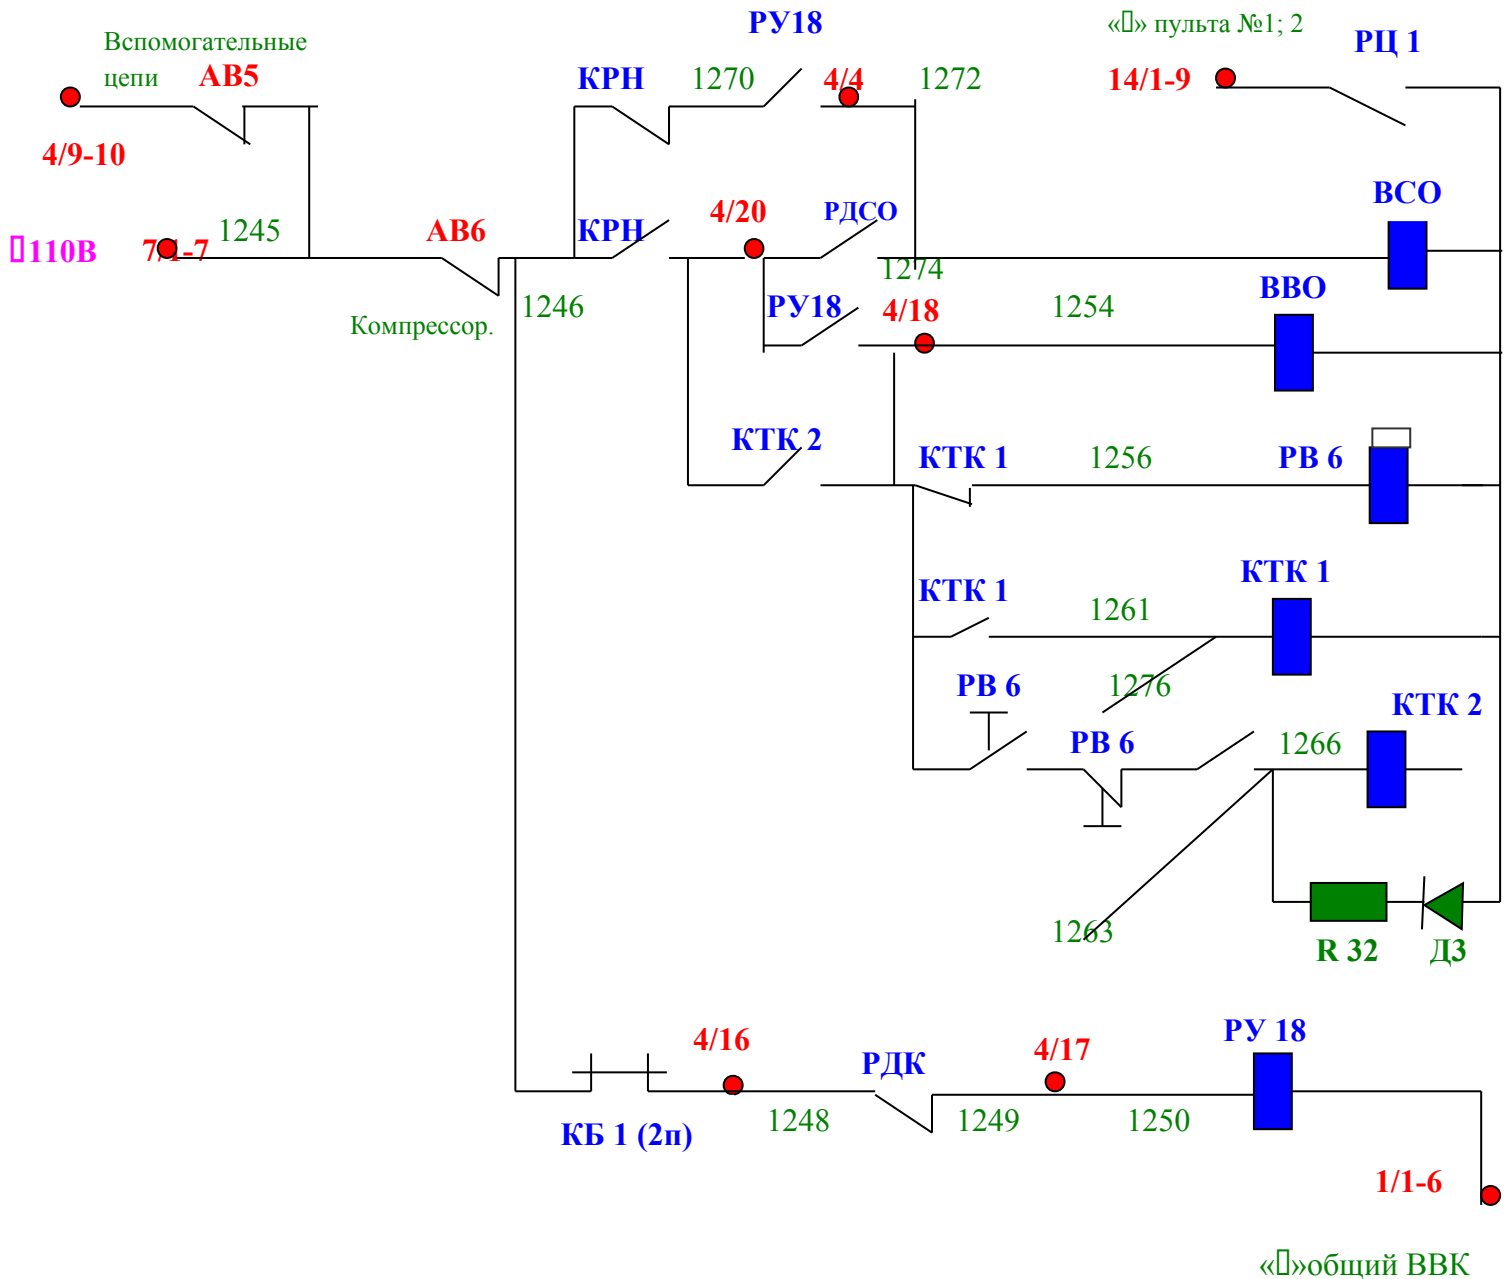 РУ18
«» пульта №1; 2
РЦ 1
Вспомогательные
цепи
АВ5
КРН
1270
4/4
1272
14/1-9
4/9-10
ВСО
110В
7/1-7
1245
АВ6
КРН
4/20
РДСО
1274
ВВО
Компрессор.
1246
РУ18
4/18
1254
КТК 2
КТК 1
1256
РВ 6
КТК 1
1261
КТК 1
РВ 6
1276
КТК 2
РВ 6
1266
1263
R 32
Д3
4/16
РДК
4/17
РУ 18
КБ 1 (2п)
1248
1249
1250
1/1-6
«»общий ВВК